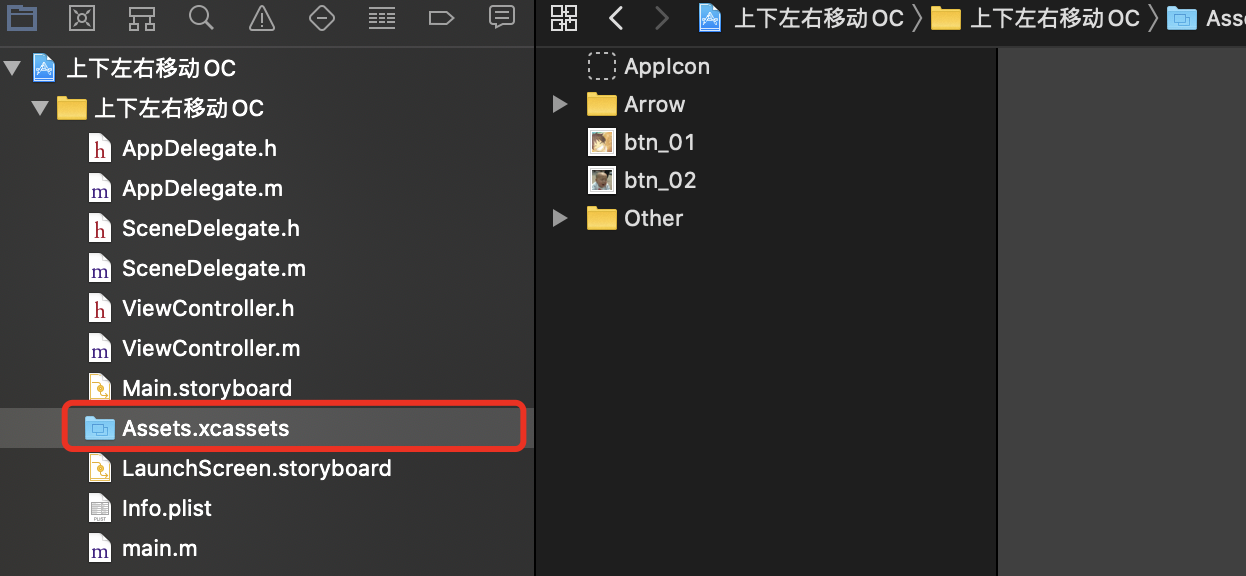 上下左右移动OC 〉 上下左右移动OC 〉 Asse
上下左右移动OC
上下左右移动OC
AppDelegate.h
AppDelegate.m
SceneDelegate.h
SceneDelegate.m
ViewController.h
ViewController.m
Main.storyboard
Assets.xcassets
LaunchScreen.storyboard
Info.plist
main.m
AppIcon
Arrow
btn_01
btn_02
Other